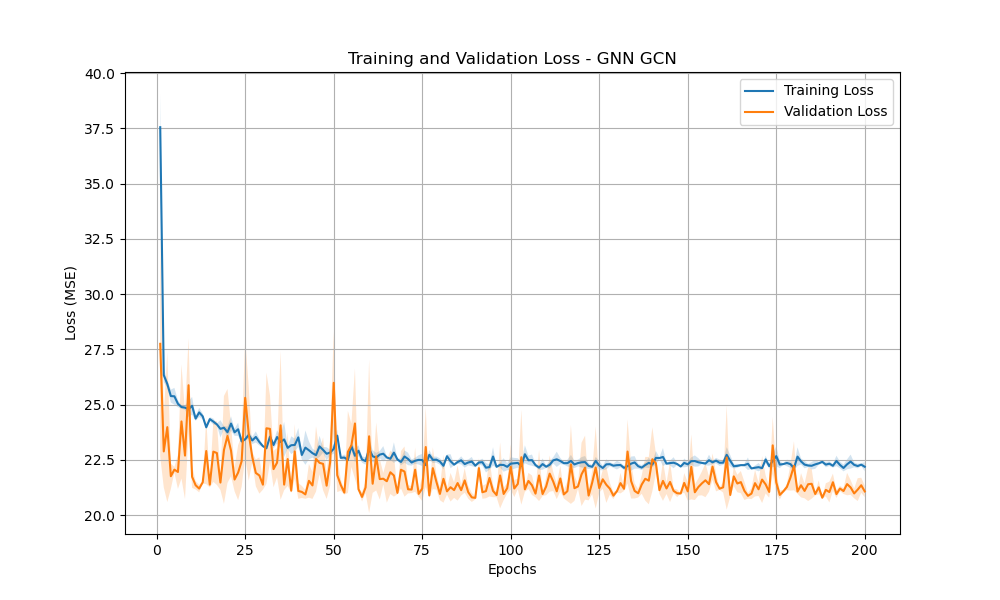 Training and Validation Loss - GNN GCN
Training Loss
Validation Loss
Loss (MSE)
40.0
37.5
35.0
32.5
30.0
27.5
25.0
22.5
20.0
0 25 50 75 100 125 150 175 200
Epochs